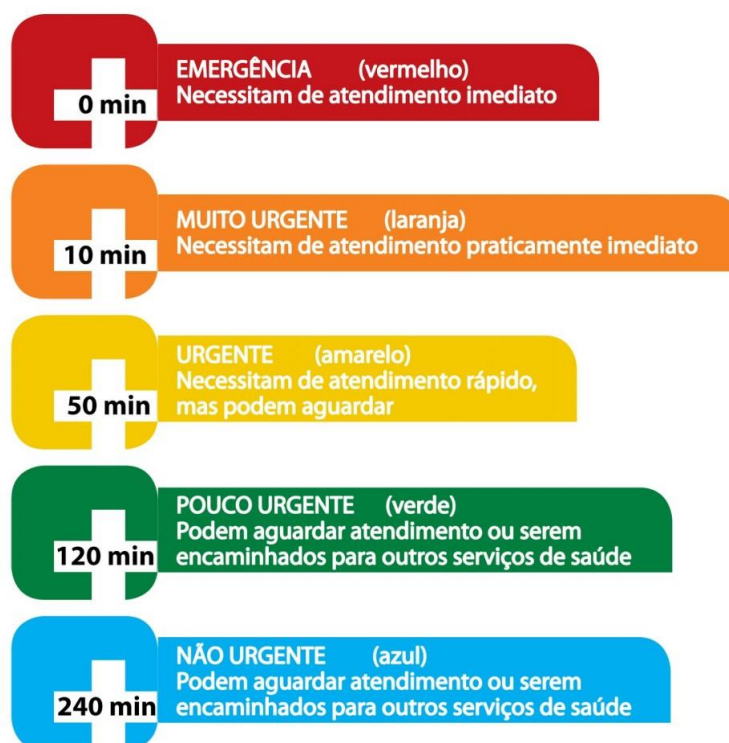 EMERGÊNCIA (vermelho)
Necessitam de atendimento imediato
0 min
MUITO URGENTE (laranja)
Necessitam de atendimento praticamente imediato
10 min
URGENTE (amarelo)
Necessitam de atendimento rápido,
mas podem aguardar
50 min
POUCO URGENTE (verde)
Podem aguardar atendimento ou serem
encaminhados para outros serviços de saúde
120 min
NÃO URGENTE (azul)
Podem aguardar atendimento ou serem
encaminhados para outros serviços de saúde
240 min